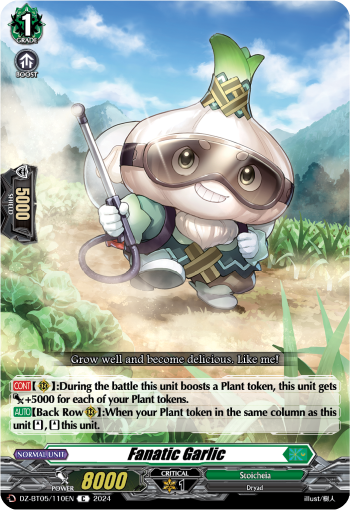 1
GRADE
BOOST
5000
SHIELD
Grow well and become delicious. Like me!
CONT【RC】:During the battle this unit boosts a Plant token, this unit gets
+5000 for each of your Plant tokens.
AUTO【Back Row RC】:When your Plant token in the same column as this
unit, this unit.
NORMAL UNIT
Fanatic Garlic
POWER
8000
CRITICAL
1
Stoicheia
Dryad
DZ-BT05/110EN C 2024
illust/樹人